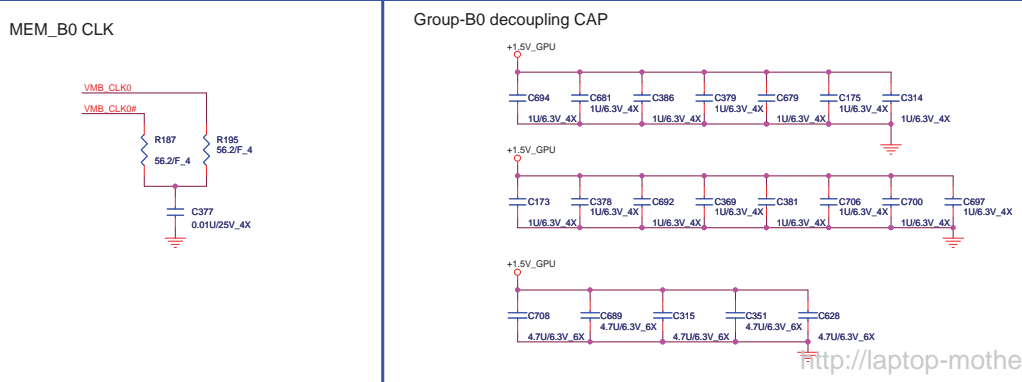 MEM_B0 CLK
VMB_CLK0
VMB_CLK0#
R187
56.2/F_4
R195
56.2/F_4
C377
0.01U/25V_4X
Group-B0 decoupling CAP
+1.5V_GPU
C694
1U/6.3V_4X
C681
1U/6.3V_4X
C386
1U/6.3V_4X
C379
1U/6.3V_4X
C679
1U/6.3V_4X
C175
1U/6.3V_4X
C314
1U/6.3V_4X
+1.5V_GPU
C173
1U/6.3V_4X
C378
1U/6.3V_4X
C692
1U/6.3V_4X
C369
1U/6.3V_4X
C381
1U/6.3V_4X
C706
1U/6.3V_4X
C700
1U/6.3V_4X
C697
1U/6.3V_4X
+1.5V_GPU
C708
4.7U/6.3V_6X
C689
4.7U/6.3V_6X
C315
4.7U/6.3V_6X
C351
4.7U/6.3V_6X
C628
4.7U/6.3V_6X
http://laptop-mothe